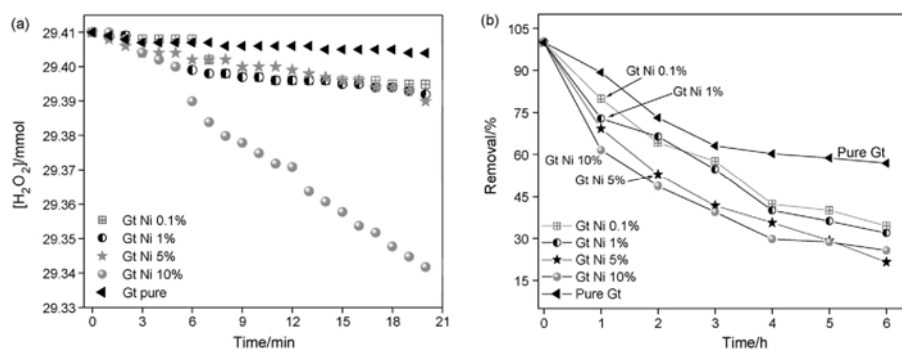 (a)
29.41
29.40
29.39
29.38
29.37
29.36
29.35
29.34
29.33
[H₂O₂]/mmol
Gt Ni 0.1%
Gt Ni 1%
Gt Ni 5%
Gt Ni 10%
Gt pure
0 3 6 9 12 15 18 21
Time/min
(b)
105
90
75
60
45
30
15
Removal/%
Gt Ni 0.1%
Gt Ni 1%
Pure Gt
Gt Ni 10%
Gt Ni 5%
Gt Ni 0.1%
Gt Ni 1%
Gt Ni 5%
Gt Ni 10%
Pure Gt
0 1 2 3 4 5 6
Time/h